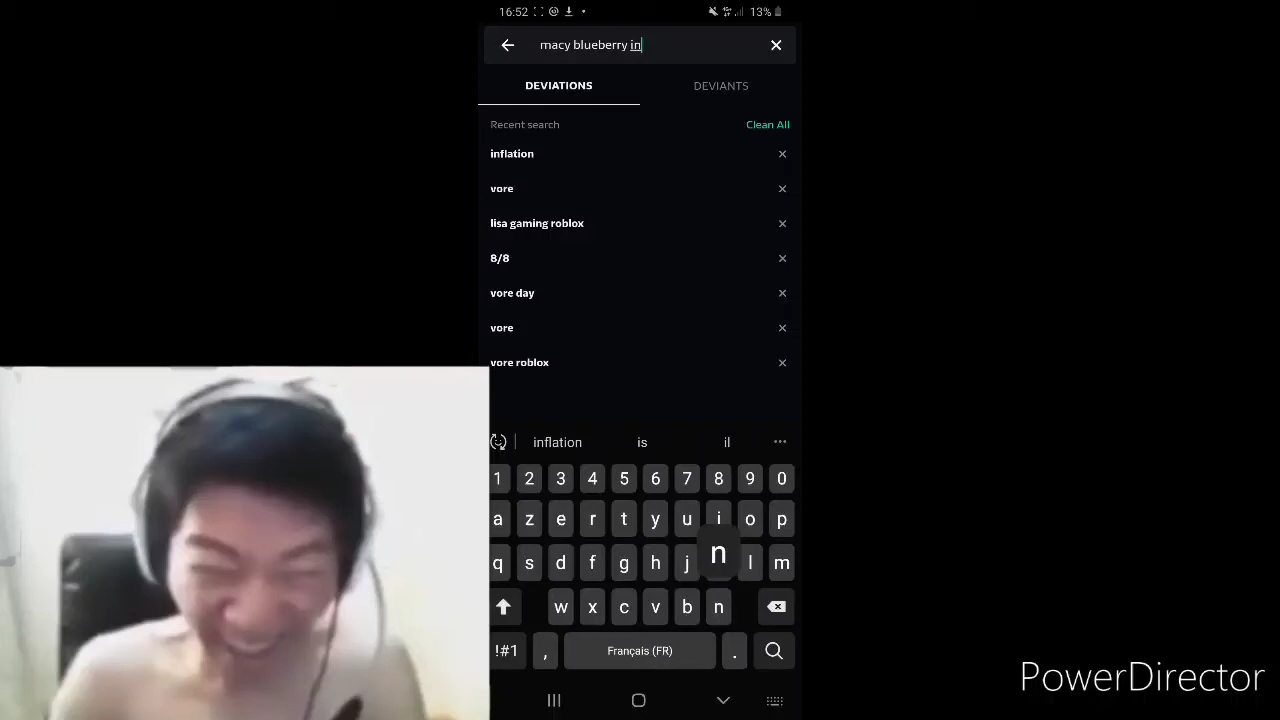 16:52 13%
macy blueberry in
DEVIATIONS DEVIANTS
Recent search Clean All
inflation
vore
lisa gaming roblox
8/8
vore day
vore
vore roblox
inflation is il
1 2 3 4 5 6 7 8 9 0
a z e r t y u i o p
q s d f g h j n l m
w x c v b n
!#1 , Français (FR) .
PowerDirector